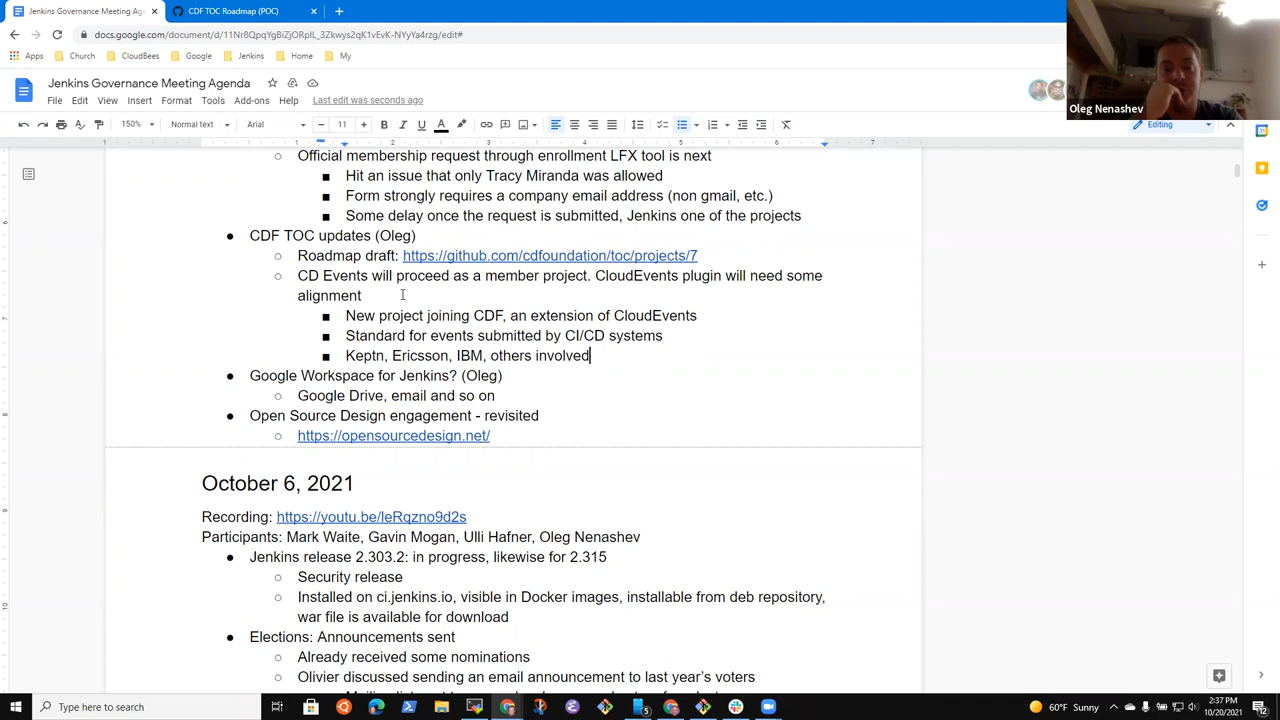 Jenkins Governance Meeting Ag
CDF TOC Roadmap (POC)
docs.google.com/document/d/11Nr8QpqYgBiZjORpIL_3Zkwys2qK1vEvK-NYyYa4rzg/edit#
Apps
Church
CloudBees
Google
Jenkins
Home
My
Oleg Nenashev
Jenkins Governance Meeting Agenda
File Edit View Insert Format Tools Add-ons Help Last edit was seconds ago
150% Normal text Arial 11 B I U A Editing
1 1 2 3 4 5 6 7
Official membership request through enrollment LFX tool is next
Hit an issue that only Tracy Miranda was allowed
Form strongly requires a company email address (non gmail, etc.)
Some delay once the request is submitted, Jenkins one of the projects
CDF TOC updates (Oleg)
Roadmap draft: https://github.com/cdfoundation/toc/projects/7
CD Events will proceed as a member project. CloudEvents plugin will need some
alignment
New project joining CDF, an extension of CloudEvents
Standard for events submitted by CI/CD systems
Keptn, Ericsson, IBM, others involved
Google Workspace for Jenkins? (Oleg)
Google Drive, email and so on
Open Source Design engagement - revisited
https://opensourcedesign.net/
October 6, 2021
Recording: https://youtu.be/leRqzno9d2s
Participants: Mark Waite, Gavin Mogan, Ulli Hafner, Oleg Nenashev
Jenkins release 2.303.2: in progress, likewise for 2.315
Security release
Installed on ci.jenkins.io, visible in Docker images, installable from deb repository,
war file is available for download
Elections: Announcements sent
Already received some nominations
Olivier discussed sending an email announcement to last year's voters
Type here to search
60°F Sunny
2:37 PM
10/20/2021